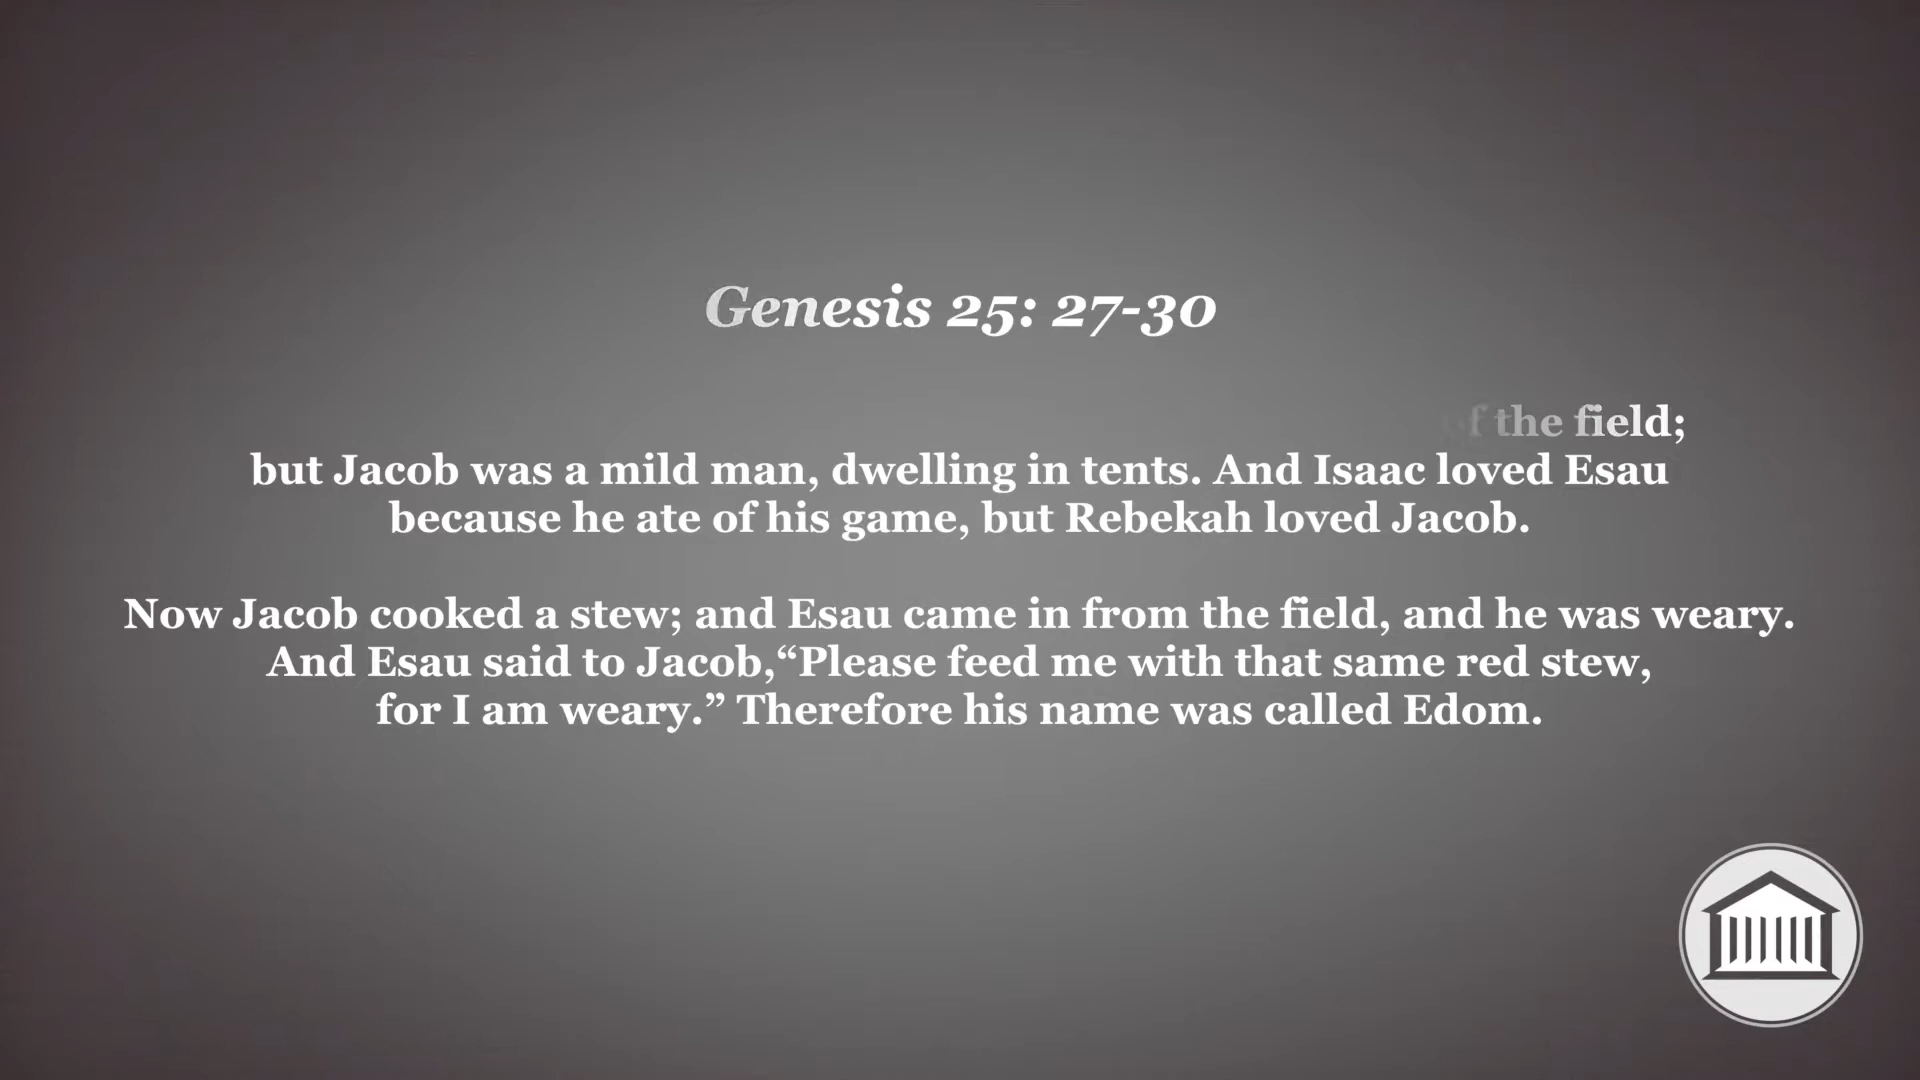 Genesis 25: 27-30
of the field;
but Jacob was a mild man, dwelling in tents. And Isaac loved Esau
because he ate of his game, but Rebekah loved Jacob.
Now Jacob cooked a stew; and Esau came in from the field, and he was weary.
And Esau said to Jacob,“Please feed me with that same red stew,
for I am weary.” Therefore his name was called Edom.